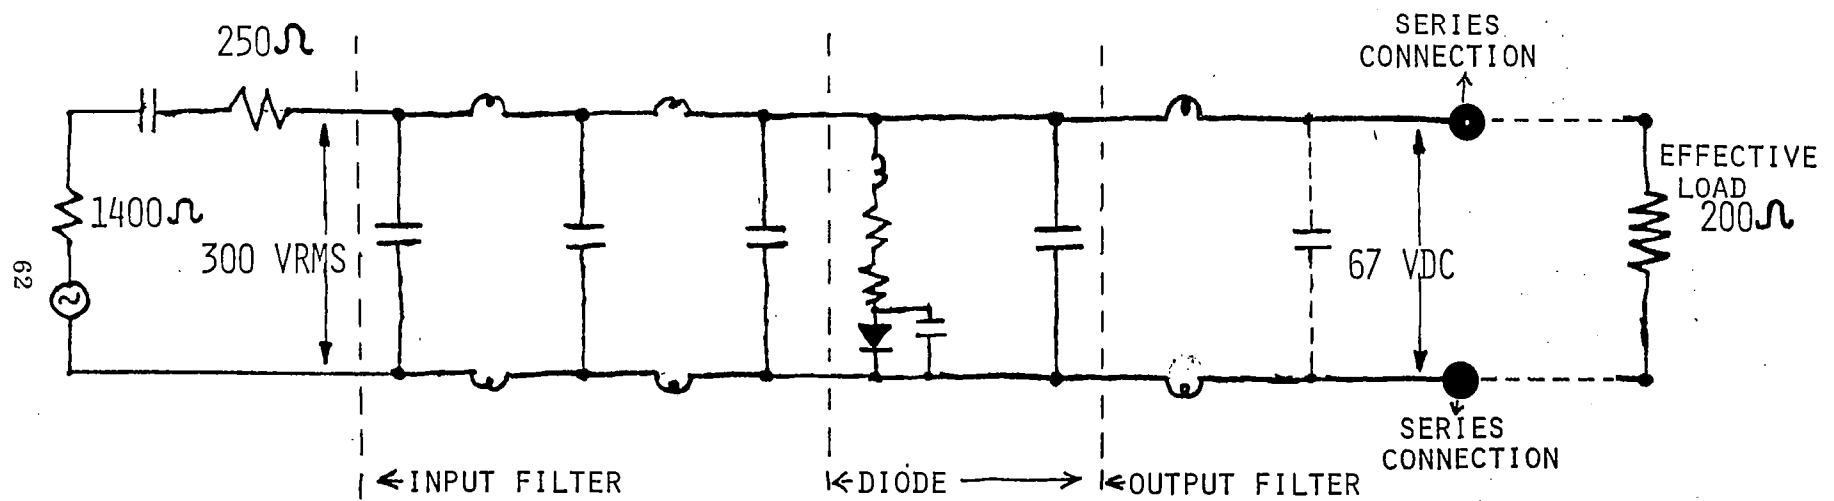 250Ω
1400Ω
300 VRMS
62
SERIES
CONNECTION
EFFECTIVE
LOAD
200Ω
67 VDC
SERIES
CONNECTION
←INPUT FILTER
←DIODE →
←OUTPUT FILTER